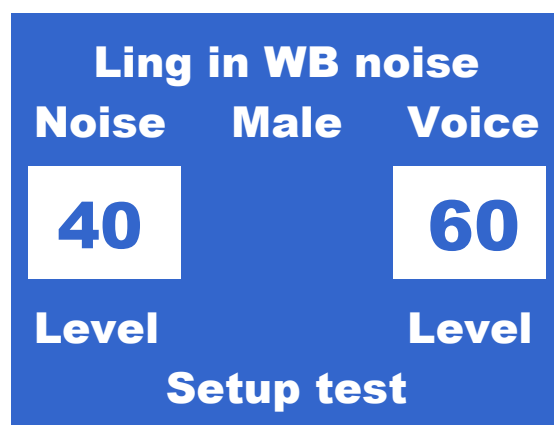 Ling in WB noise
Noise Male Voice
40 60
Level Level
Setup test